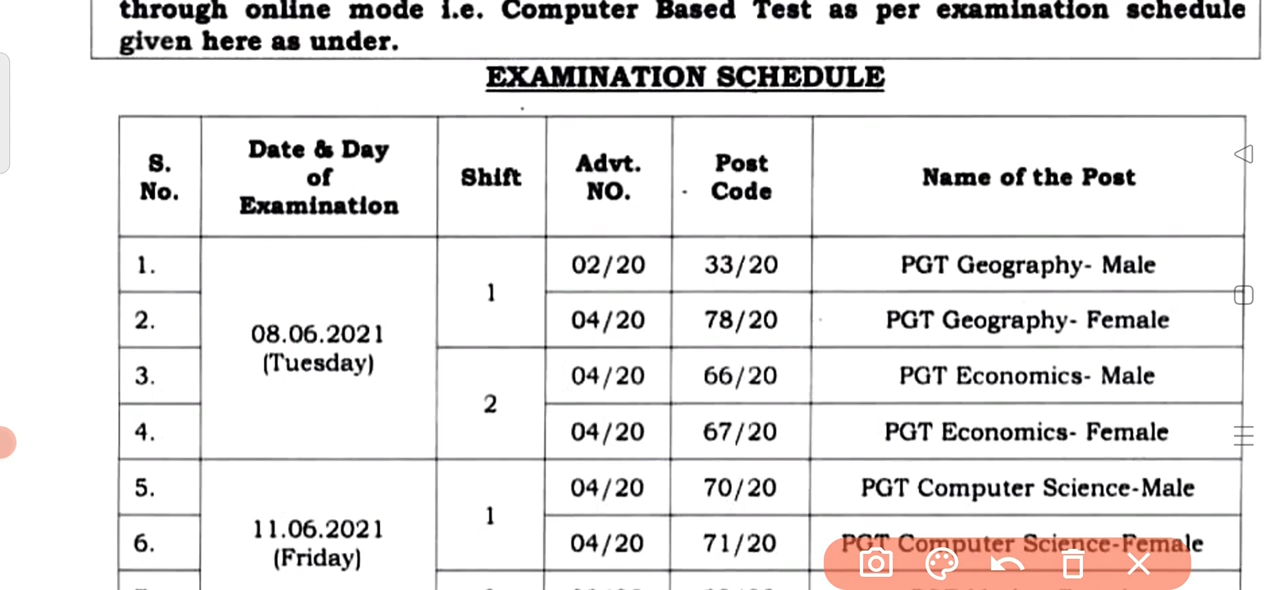 through online mode i.e. Computer Based Test as per examination schedule
given here as under.
EXAMINATION SCHEDULE
S. No. Date & Day of Examination Shift Advt. NO. Post Code Name of the Post
1. 08.06.2021 (Tuesday) 1 02/20 33/20 PGT Geography- Male
2. 04/20 78/20 PGT Geography- Female
3. 2 04/20 66/20 PGT Economics- Male
4. 04/20 67/20 PGT Economics- Female
5. 11.06.2021 (Friday) 1 04/20 70/20 PGT Computer Science-Male
6. 04/20 71/20 PGT Computer Science-Female